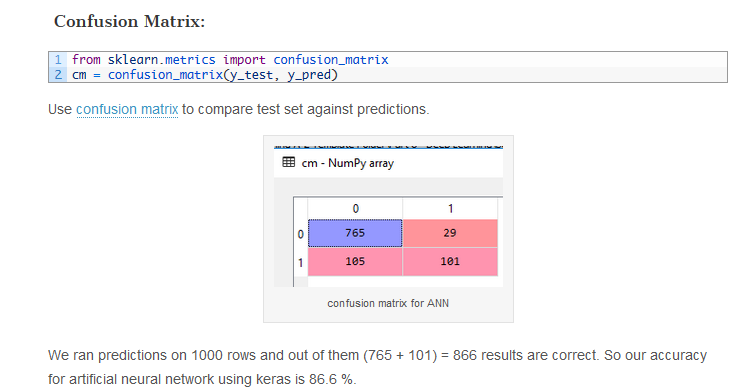 Confusion Matrix:
1 from sklearn.metrics import confusion_matrix
2 cm = confusion_matrix(y_test, y_pred)
Use confusion matrix to compare test set against predictions.
cm - NumPy array
0 1
0 765 29
1 105 101
confusion matrix for ANN
We ran predictions on 1000 rows and out of them (765 + 101) = 866 results are correct. So our accuracy
for artificial neural network using keras is 86.6 %.